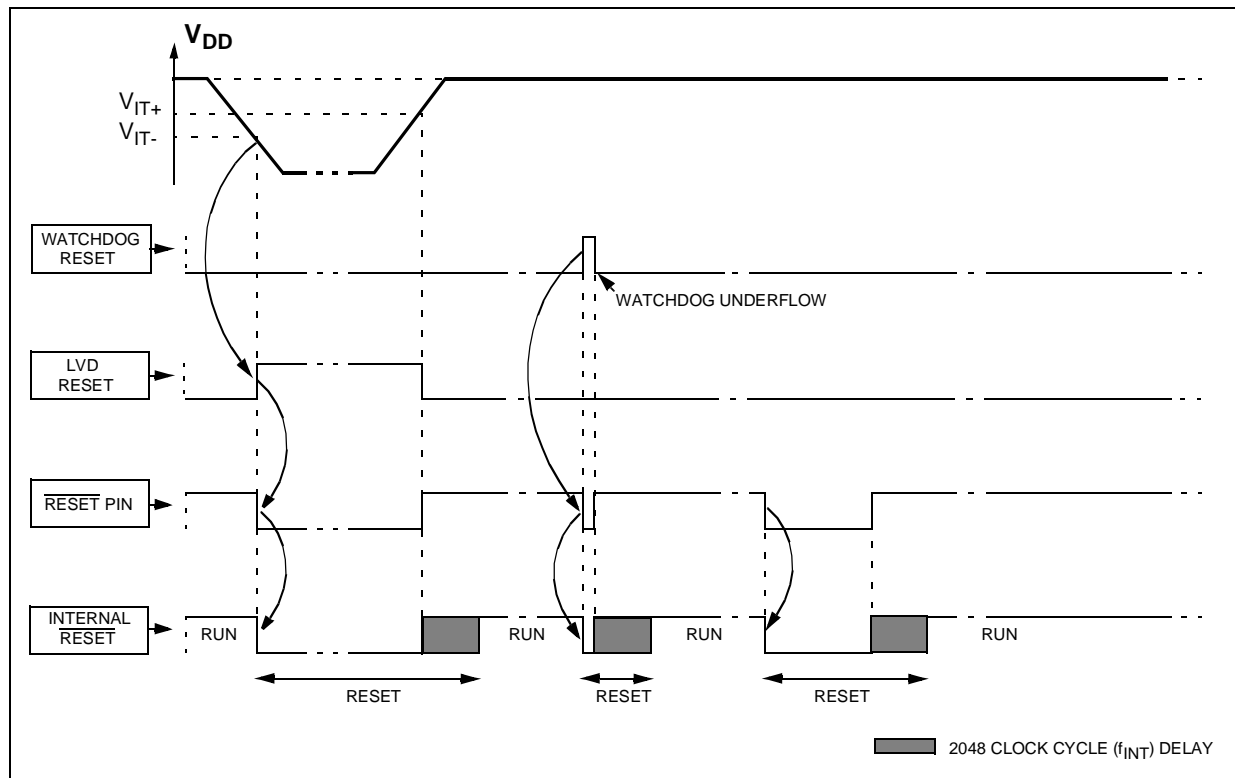 VDD
VIT+
VIT-
WATCHDOG
RESET
WATCHDOG UNDERFLOW
LVD
RESET
RESET PIN
INTERNAL
RESET
RUN
RUN
RUN
RUN
RESET
RESET
RESET
2048 CLOCK CYCLE (fINT) DELAY